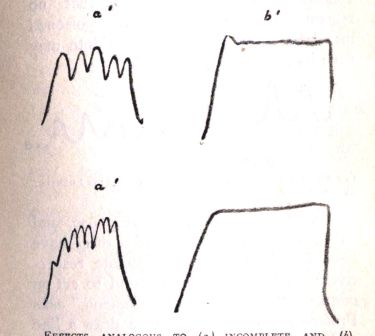 a' b'
a'
EFFECTS ANALOGOUS TO (a) INCOMPLETE AND (b)